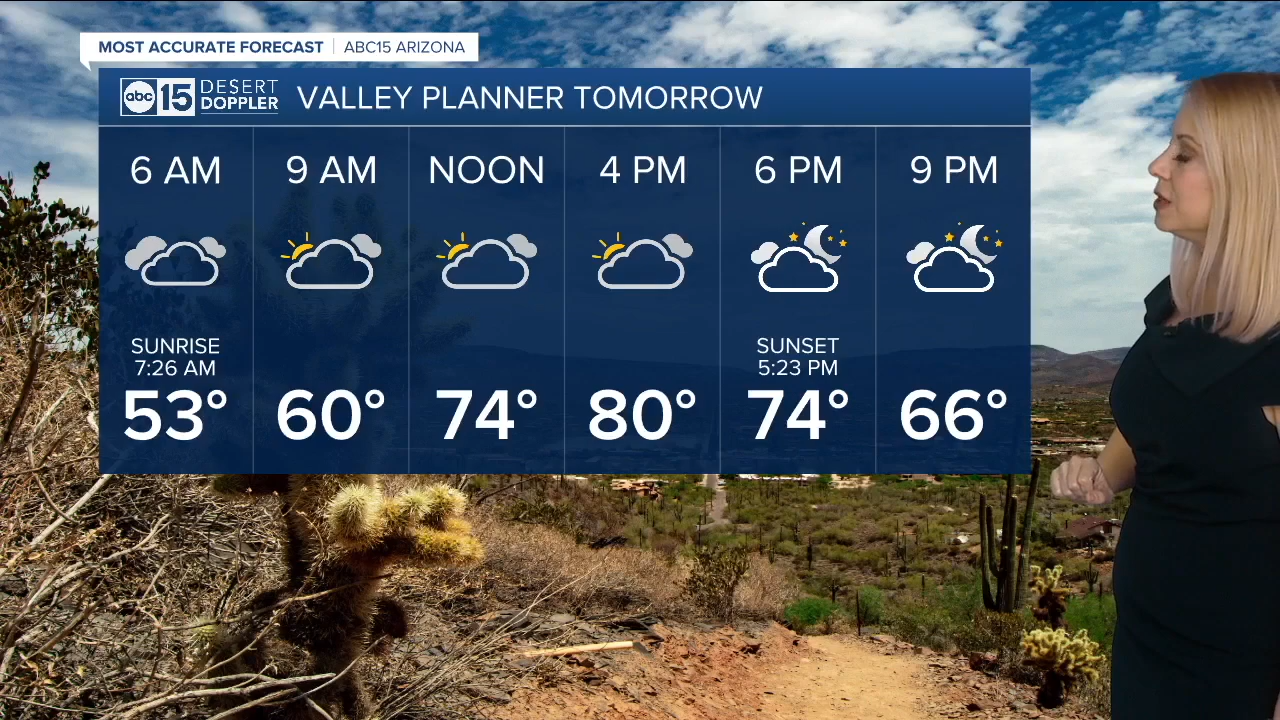 MOST ACCURATE FORECAST | ABC15 ARIZONA
abc 15 DESERT DOPPLER VALLEY PLANNER TOMORROW
6 AM 9 AM NOON 4 PM 6 PM 9 PM
SUNRISE SUNSET
7:26 AM 5:23 PM
53° 60° 74° 80° 74° 66°